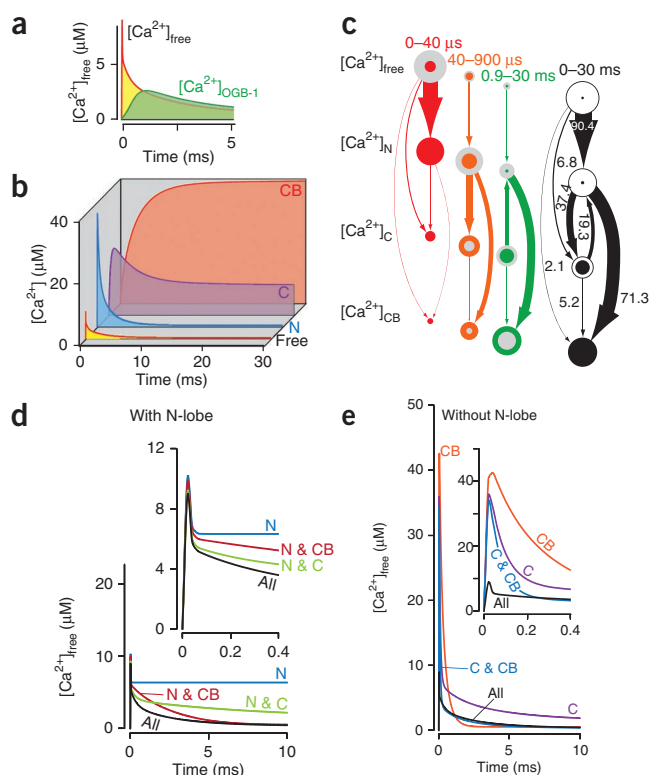 a
[Ca2+]free (μM)
5
0
[Ca2+]free
[Ca2+]OGB-1
0
5
Time (ms)
b
[Ca2+] (μM)
40
20
0
CB
C
N
Free
0
10
20
30
Time (ms)
c
0–40 μs
40–900 μs
0.9–30 ms
0–30 ms
[Ca2+]free
[Ca2+]N
[Ca2+]C
[Ca2+]CB
90.4
6.8
37.4
19.3
2.1
5.2
71.3
d
With N-lobe
12
8
4
0
N
N & CB
N & C
All
0
0.2
0.4
[Ca2+]free (μM)
20
10
0
N
N & CB
N & C
All
0
5
10
Time (ms)
e
Without N-lobe
[Ca2+]free (μM)
50
40
30
20
10
0
CB
40
20
0
CB
C
C & CB
All
0
0.2
0.4
C & CB
All
C
0
5
10
Time (ms)